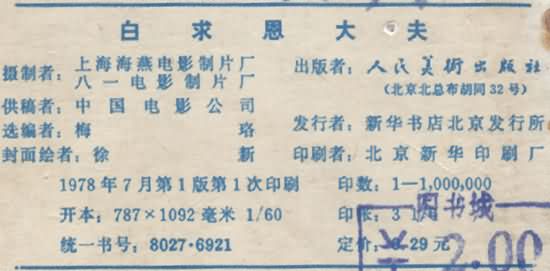 白求恩大夫
摄制者：上海海燕电影制片厂
八一电影制片厂
供稿者：中国电影公司
选编者：梅珞
封面绘者：徐新
1978年7月第1版第1次印刷
开本：787×1092毫米 1/60
统一书号：8027·6921
出版者：人民美術出版社
（北京北总布胡同32号）
发行者：新华书店北京发行所
印刷者：北京新华印刷厂
印数：1—1,000,000
印张：3
定价：0.29元
图书城
2.00